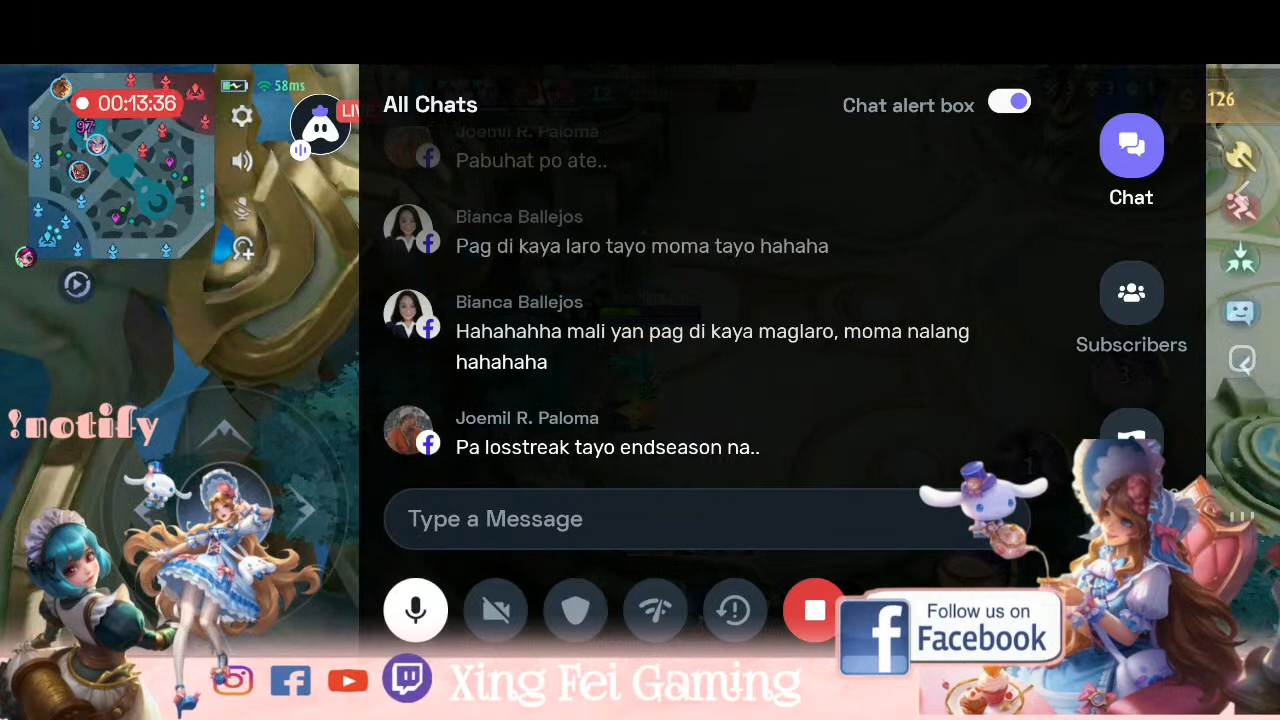 00:13:36
58ms
97
LIV
All Chats
Chat alert box
126
Joemil R. Paloma
Pabuhat po ate..
Chat
Bianca Ballejos
Pag di kaya laro tayo moma tayo hahaha
Bianca Ballejos
Hahahahha mali yan pag di kaya maglaro, moma nalang
hahahaha
Subscribers
Joemil R. Paloma
Pa losstreak tayo endseason na..
!notify
Type a Message
Follow us on
Facebook
Xing Fei Gaming